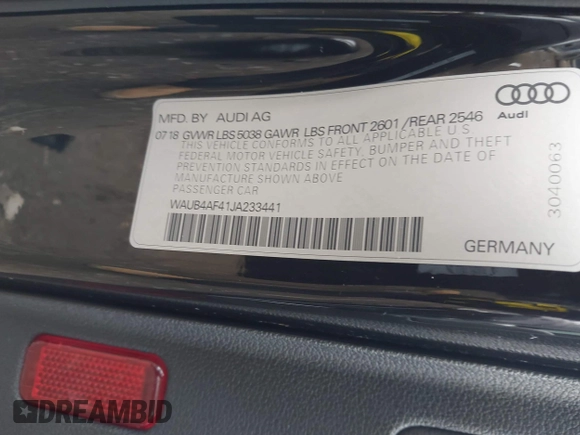 MFD. BY AUDI AG
Audi
0718 GVWR LBS 5038 GAWR LBS FRONT 2601 /REAR 2546
THIS VEHICLE CONFORMS TO ALL APPLICABLE U.S.
FEDERAL MOTOR VEHICLE SAFETY, BUMPER AND THEFT
PREVENTION STANDARDS IN EFFECT ON THE DATE OF
MANUFACTURE SHOWN ABOVE
PASSENGER CAR
WAUB4AF41JA233441
3040063
GERMANY
DREAMBID